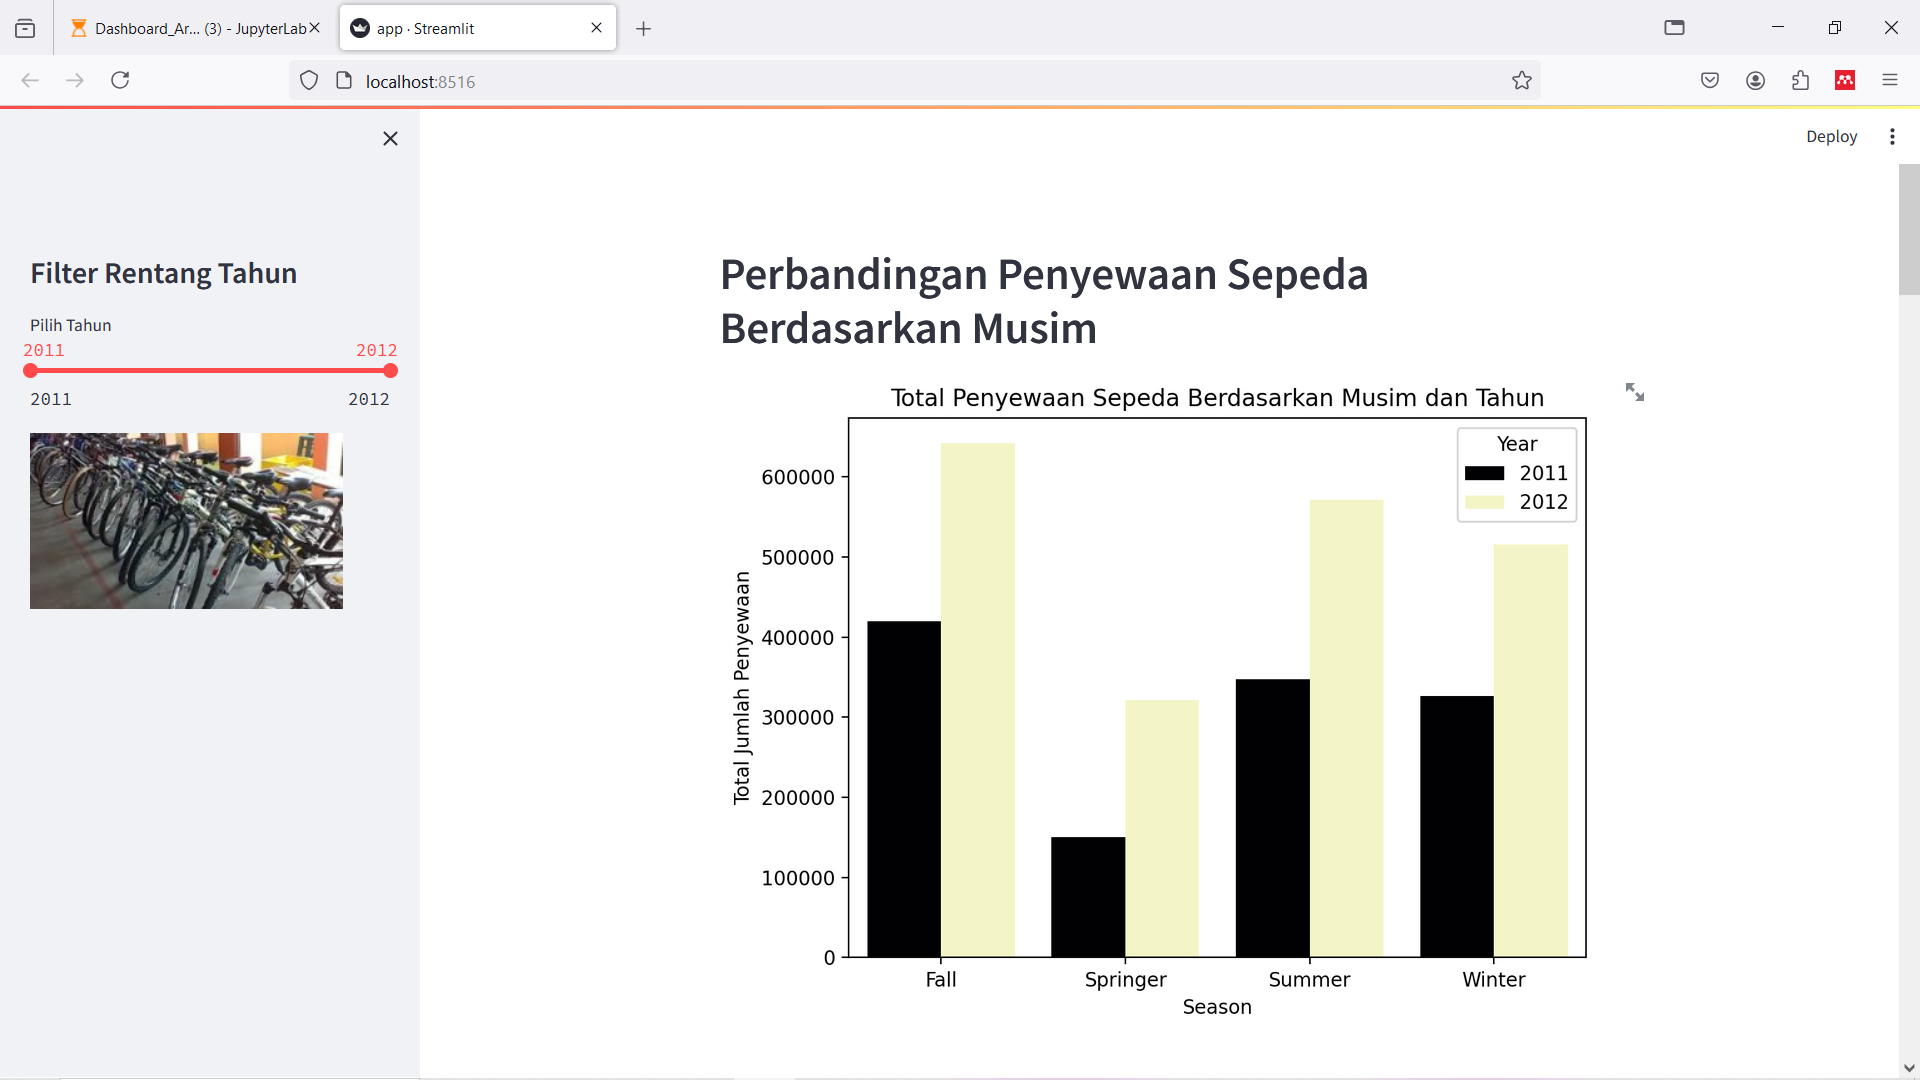 Dashboard_Ar... (3) - JupyterLab
app · Streamlit
localhost:8516
Deploy
Filter Rentang Tahun
Pilih Tahun
2011 2012
2011 2012
Perbandingan Penyewaan Sepeda
Berdasarkan Musim
Total Penyewaan Sepeda Berdasarkan Musim dan Tahun
Year
2011
2012
Total Jumlah Penyewaan
600000
500000
400000
300000
200000
100000
0
Fall Springer Summer Winter
Season